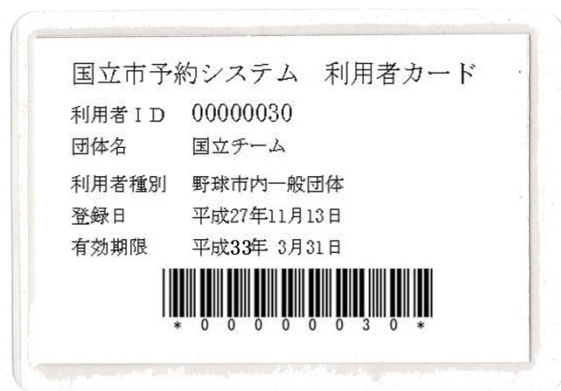 国立市予約システム　利用者カード
利用者ＩＤ　00000030
団体名　国立チーム
利用者種別　野球市内一般団体
登録日　平成27年11月13日
有効期限　平成33年 3月31日
*00000030*